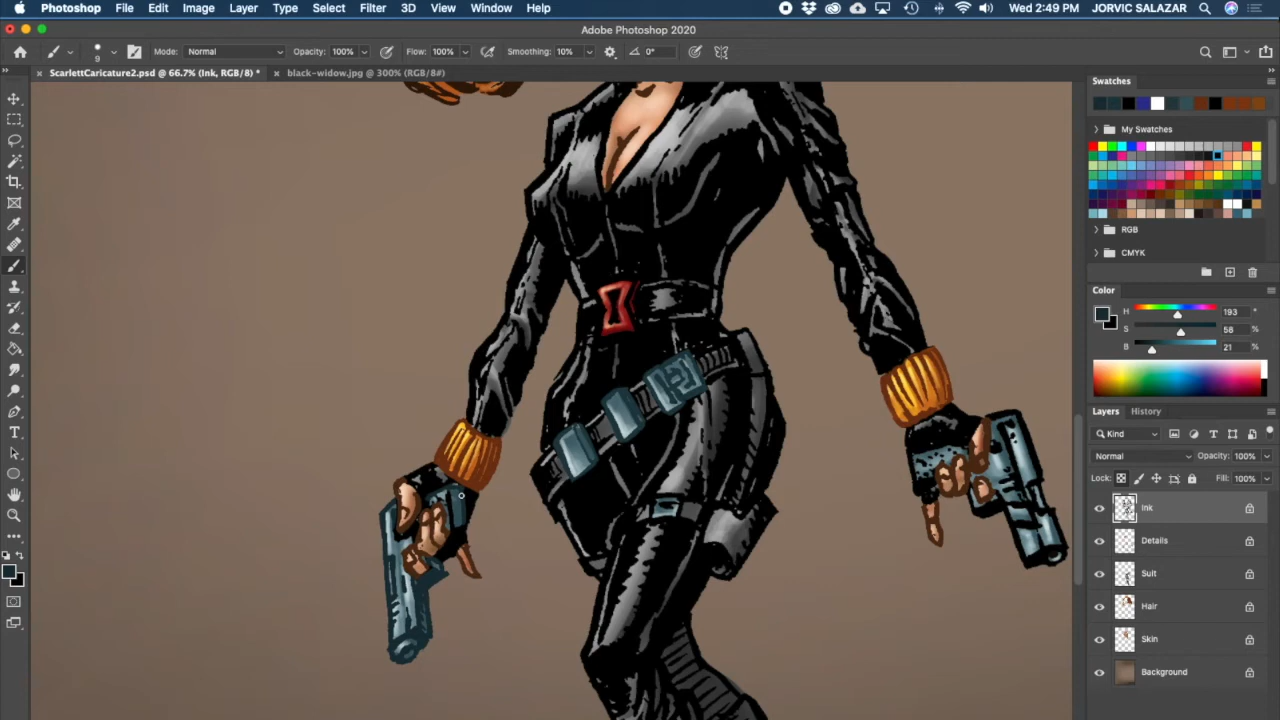 Photoshop File Edit Image Layer Type Select Filter 3D View Window Help Wed 2:49 PM JORVIC SALAZAR
Adobe Photoshop 2020
9 Mode: Normal Opacity: 100% Flow: 100% Smoothing: 10% 0°
ScarlettCaricature2.psd @ 66.7% (Ink, RGB/8) * black-widow.jpg @ 300% (RGB/8#)
Swatches
My Swatches
RGB
CMYK
Color
H 193 °
S 58 %
B 21 %
Layers History
Kind
Normal Opacity: 100%
Lock: Fill: 100%
Ink
Details
Suit
Hair
Skin
Background